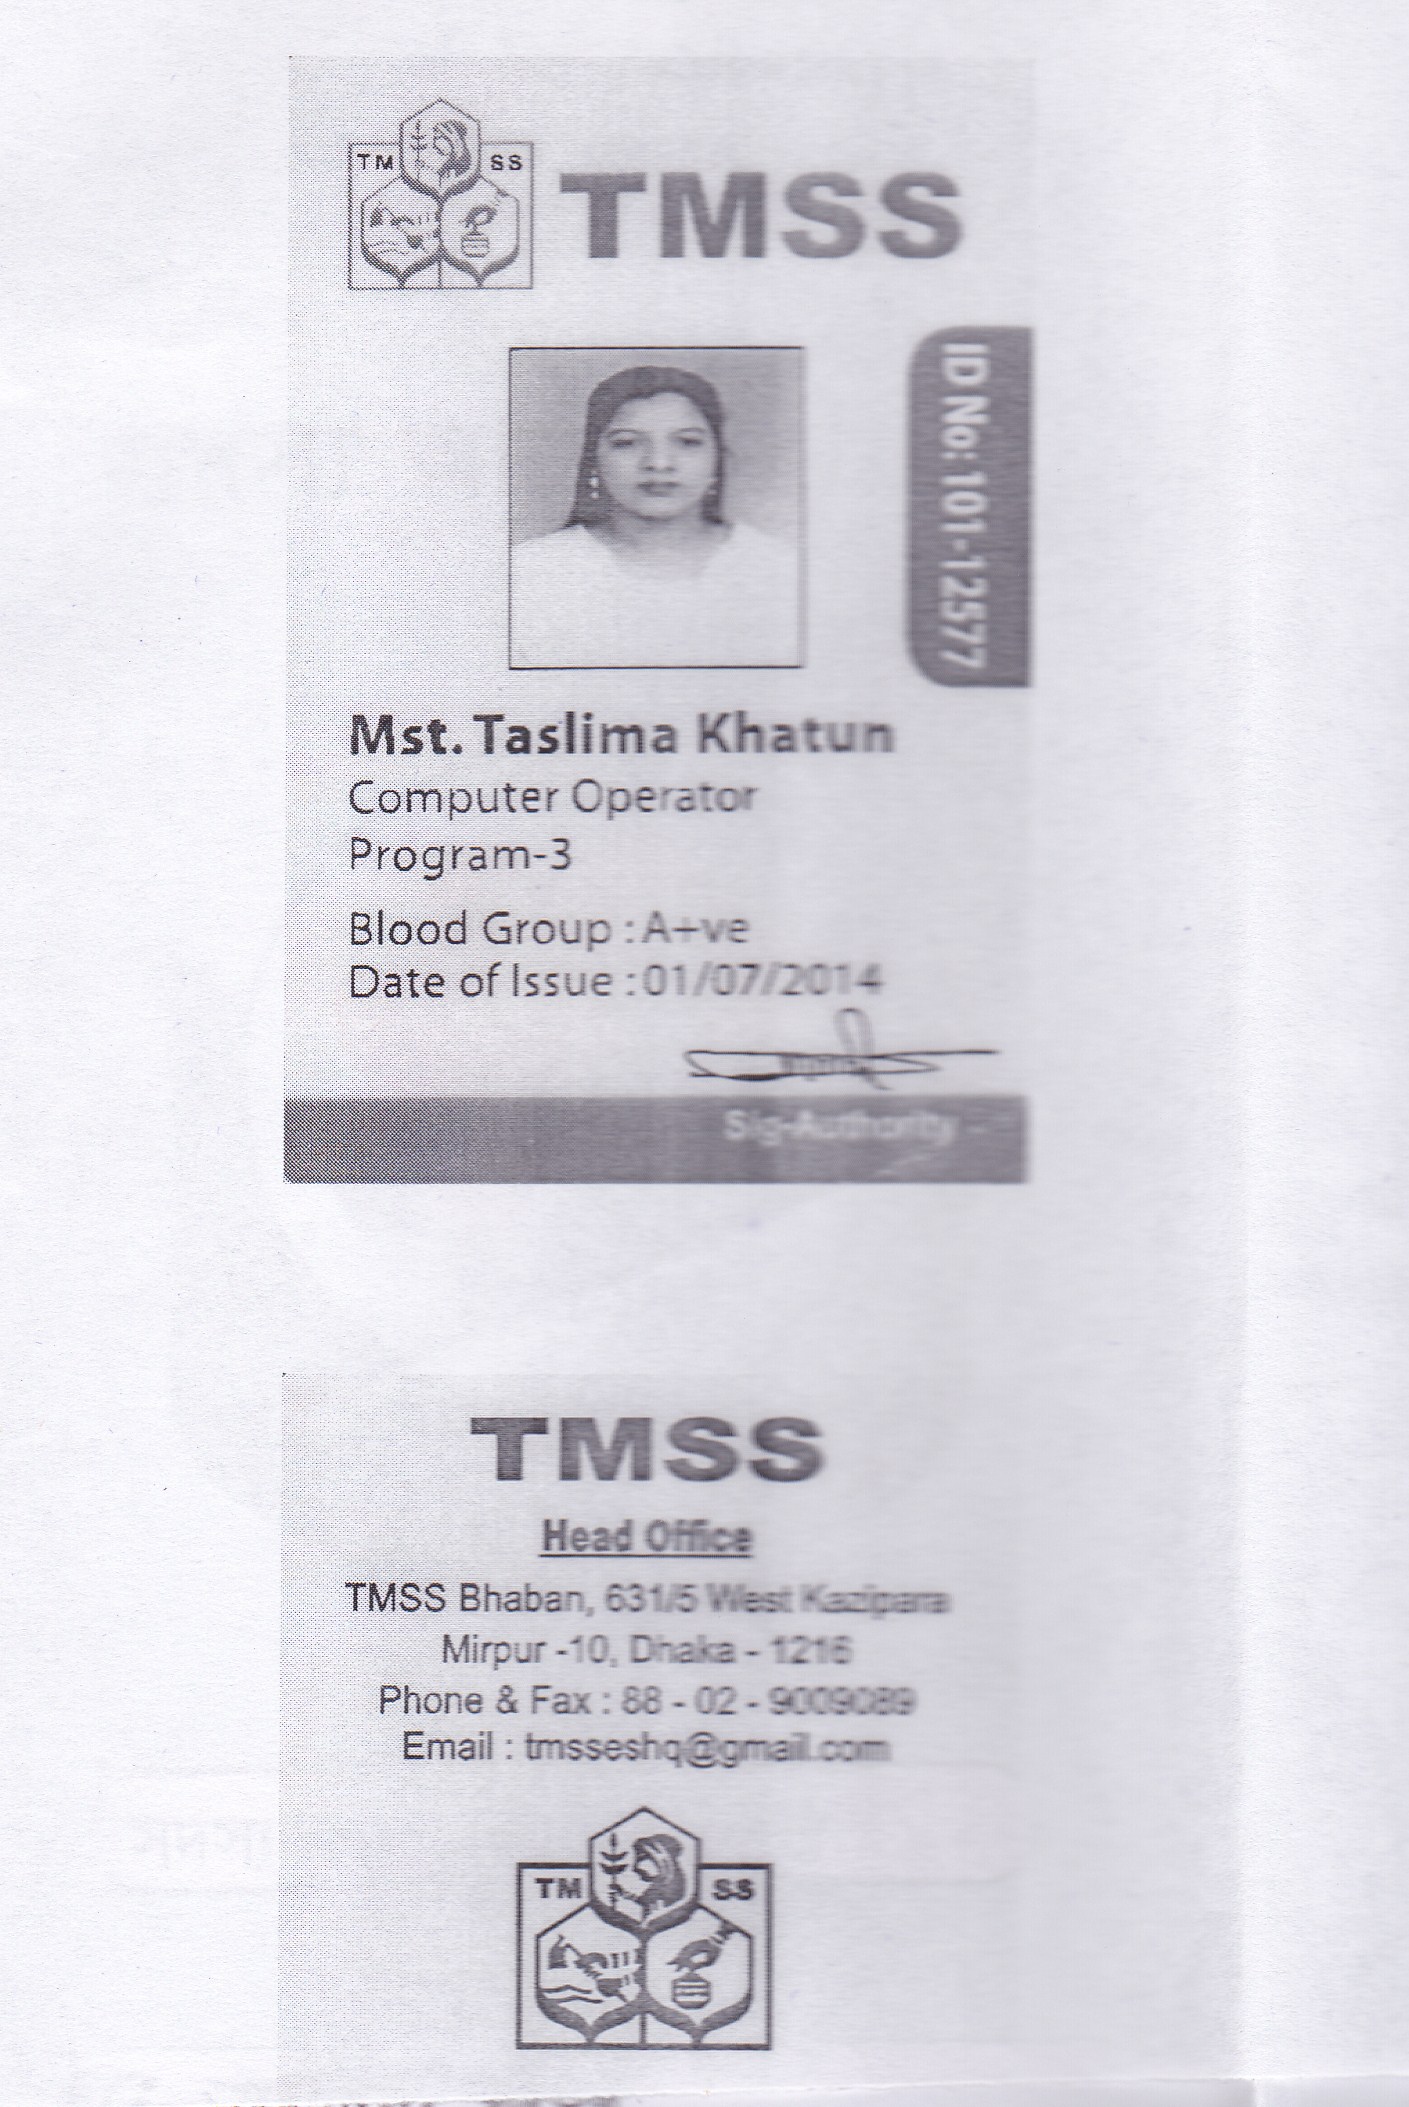 TM SS
TMSS
ID No: 101-12577
Mst. Taslima Khatun
Computer Operator
Program-3
Blood Group : A+ve
Date of Issue : 01/07/2014
Sig-Authority
TMSS
Head Office
TMSS Bhaban, 631/5 West Kazipara
Mirpur -10, Dhaka - 1216
Phone & Fax : 88 - 02 - 9009089
Email : tmsseshq@gmail.com
TM SS